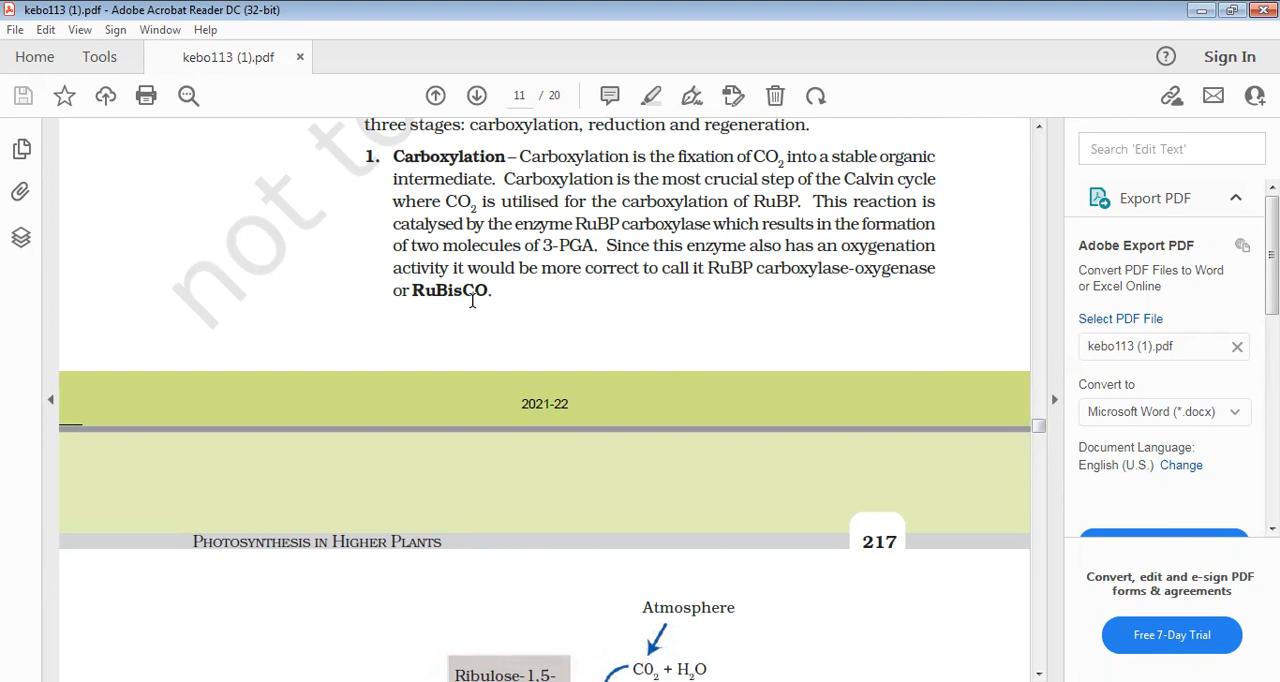 kebo113 (1).pdf - Adobe Acrobat Reader DC (32-bit)
File Edit View Sign Window Help
Home Tools kebo113 (1).pdf × Sign In
11 / 20
three stages: carboxylation, reduction and regeneration.
1. Carboxylation – Carboxylation is the fixation of CO2 into a stable organic
intermediate. Carboxylation is the most crucial step of the Calvin cycle
where CO2 is utilised for the carboxylation of RuBP. This reaction is
catalysed by the enzyme RuBP carboxylase which results in the formation
of two molecules of 3-PGA. Since this enzyme also has an oxygenation
activity it would be more correct to call it RuBP carboxylase-oxygenase
or RuBisCO.
not to
2021-22
PHOTOSYNTHESIS IN HIGHER PLANTS 217
Atmosphere
Ribulose-1,5-
C02 + H2O
Search 'Edit Text'
Export PDF
Adobe Export PDF
Convert PDF Files to Word
or Excel Online
Select PDF File
kebo113 (1).pdf
Convert to
Microsoft Word (*.docx)
Document Language:
English (U.S.) Change
Convert, edit and e-sign PDF
forms & agreements
Free 7-Day Trial